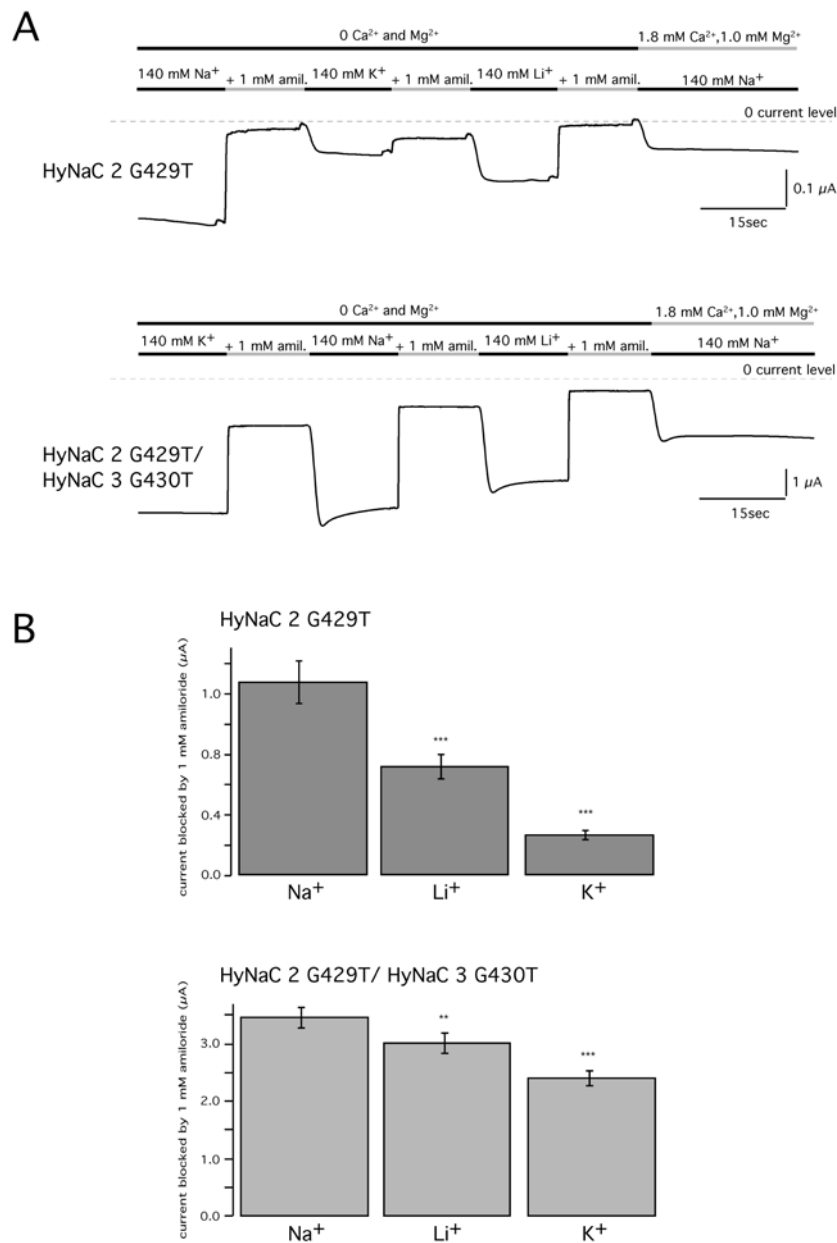 A
0 Ca²⁺ and Mg²⁺ 1.8 mM Ca²⁺,1.0 mM Mg²⁺
140 mM Na⁺ + 1 mM amil. 140 mM K⁺ + 1 mM amil. 140 mM Li⁺ + 1 mM amil. 140 mM Na⁺
0 current level
HyNaC 2 G429T
0.1 µA
15sec
0 Ca²⁺ and Mg²⁺ 1.8 mM Ca²⁺,1.0 mM Mg²⁺
140 mM K⁺ + 1 mM amil. 140 mM Na⁺ + 1 mM amil. 140 mM Li⁺ + 1 mM amil. 140 mM Na⁺
0 current level
HyNaC 2 G429T/
HyNaC 3 G430T
1 µA
15sec
B
HyNaC 2 G429T
current blocked by 1 mM amiloride (µA)
1.0
0.8
0.4
0.0
***
***
Na⁺ Li⁺ K⁺
HyNaC 2 G429T/ HyNaC 3 G430T
current blocked by 1 mM amiloride (µA)
3.0
2.0
1.0
0.0
**
***
Na⁺ Li⁺ K⁺